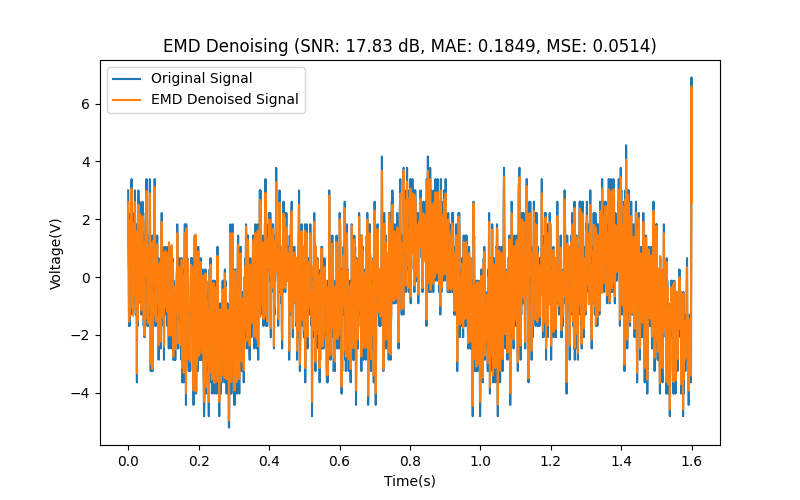 EMD Denoising (SNR: 17.83 dB, MAE: 0.1849, MSE: 0.0514)
Original Signal
EMD Denoised Signal
Voltage(V)
6
4
2
0
−2
−4
0.0 0.2 0.4 0.6 0.8 1.0 1.2 1.4 1.6
Time(s)